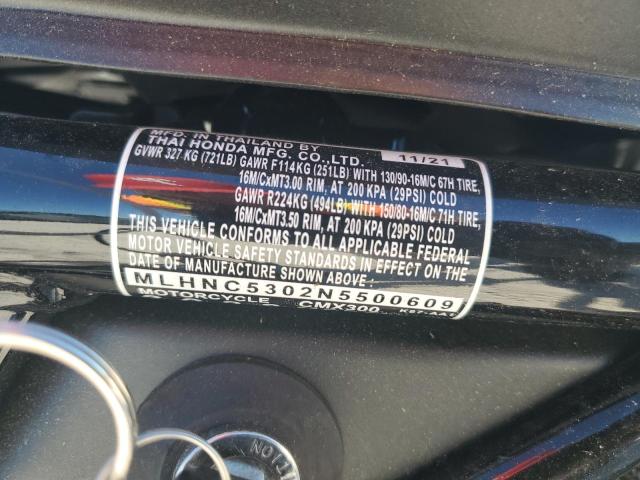 MFD. IN THAILAND BY
THAI HONDA MFG. CO.,LTD. 11/21
GVWR 327 KG (721LB) GAWR F114KG (251LB) WITH 130/90-16M/C 67H TIRE,
16M/CxMT3.00 RIM, AT 200 KPA (29PSI) COLD
GAWR R224KG (494LB) WITH 150/80-16M/C 71H TIRE,
16M/CxMT3.50 RIM, AT 200 KPA (29PSI) COLD
THIS VEHICLE CONFORMS TO ALL APPLICABLE FEDERAL
MOTOR VEHICLE SAFETY STANDARDS IN EFFECT ON THE
DATE OF MANUFACTURE SHOWN ABOVE :
MLHNC5302N5500609
MOTORCYCLE CMX300